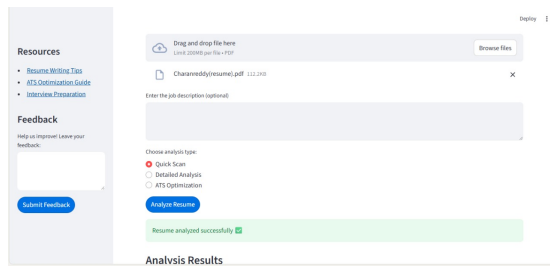 Deploy
Resources
Resume Writing Tips
ATS Optimization Guide
Interview Preparation
Feedback
Help us improve! Leave your
feedback:
Submit Feedback
Drag and drop file here
Limit 200MB per file • PDF
Browse files
Charanreddy(resume).pdf 112.2KB
Enter the job description (optional)
Choose analysis type:
Quick Scan
Detailed Analysis
ATS Optimization
Analyze Resume
Resume analyzed successfully ✅
Analysis Results